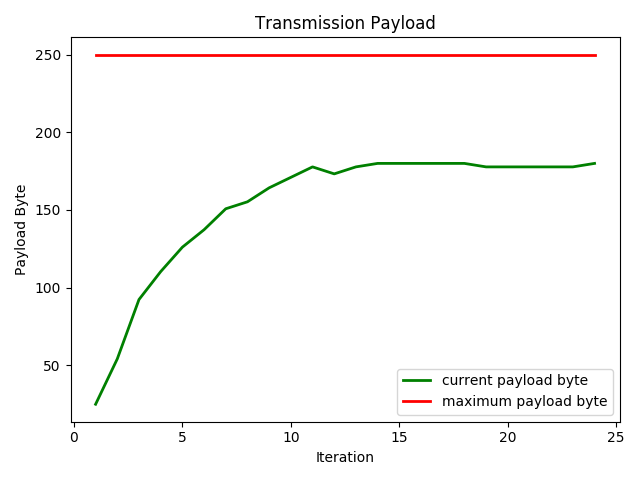 Transmission Payload
250
200
150
100
50
Payload Byte
0
5
10
15
20
25
Iteration
current payload byte
maximum payload byte